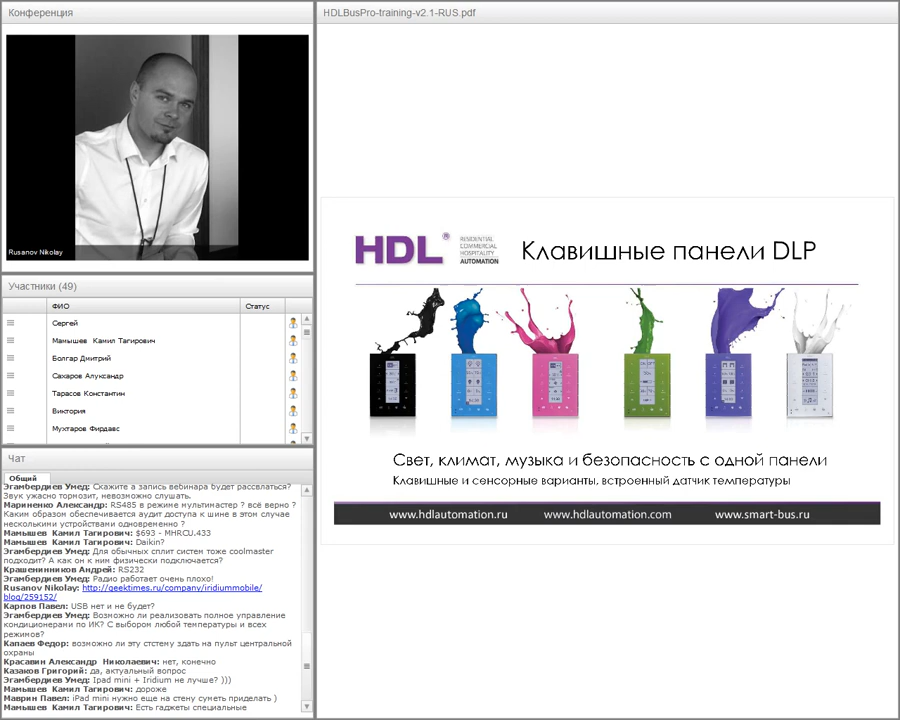 Конференция
Rusanov Nikolay
Участники (49)
ФИО
Статус
Сергей
Мамышев Камил Тагирович
Болгар Дмитрий
Сахаров Алуксандр
Тарасов Константин
Виктория
Мухтаров Фирдавс
Чат
Общий
Эгамбердиев Умед: Скажите а запись вебинара будет рассвлаться?
Звук ужасно тормозит, невозможно слушать.
Мариненко Александр: RS485 в режиме мультимастер ? всё верно ?
Каким образом обеспечивается аудит доступа к шине в этом случае
несколькими устройствами одновременно ?
Мамышев Камил Тагирович: $693 - MHRCU.433
Мамышев Камил Тагирович: Daikin?
Эгамбердиев Умед: Для обычных сплит систем тоже coolmaster
подходит? А как он к ним физически подключается?
Крашенинников Андрей: RS232
Эгамбердиев Умед: Радио работает очень плохо!
Rusanov Nikolay: http://geektimes.ru/company/iridiummobile/
blog/259152/
Карпов Павел: USB нет и не будет?
Эгамбердиев Умед: Возможно ли реализовать полное управление
кондиционерами по ИК? С выбором любой температуры и всех
режимов?
Капаев Федор: возможно ли эту стстему здать на пульт центральной
охраны
Красавин Александр Николаевич: нет, конечно
Казаков Григорий: да, актуальный вопрос
Эгамбердиев Умед: Ipad mini + Iridium не лучше? )))
Мамышев Камил Тагирович: дороже
Маврин Павел: iPad mini нужно еще на стену суметь приделать )
Мамышев Камил Тагирович: Есть гаджеты специальные
HDLBusPro-training-v2.1-RUS.pdf
HDL®
RESIDENTIAL
COMMERCIAL
HOSPITALITY
AUTOMATION
Клавишные панели DLP
Свет, климат, музыка и безопасность с одной панели
Клавишные и сенсорные варианты, встроенный датчик температуры
www.hdlautomation.ru
www.hdlautomation.com
www.smart-bus.ru